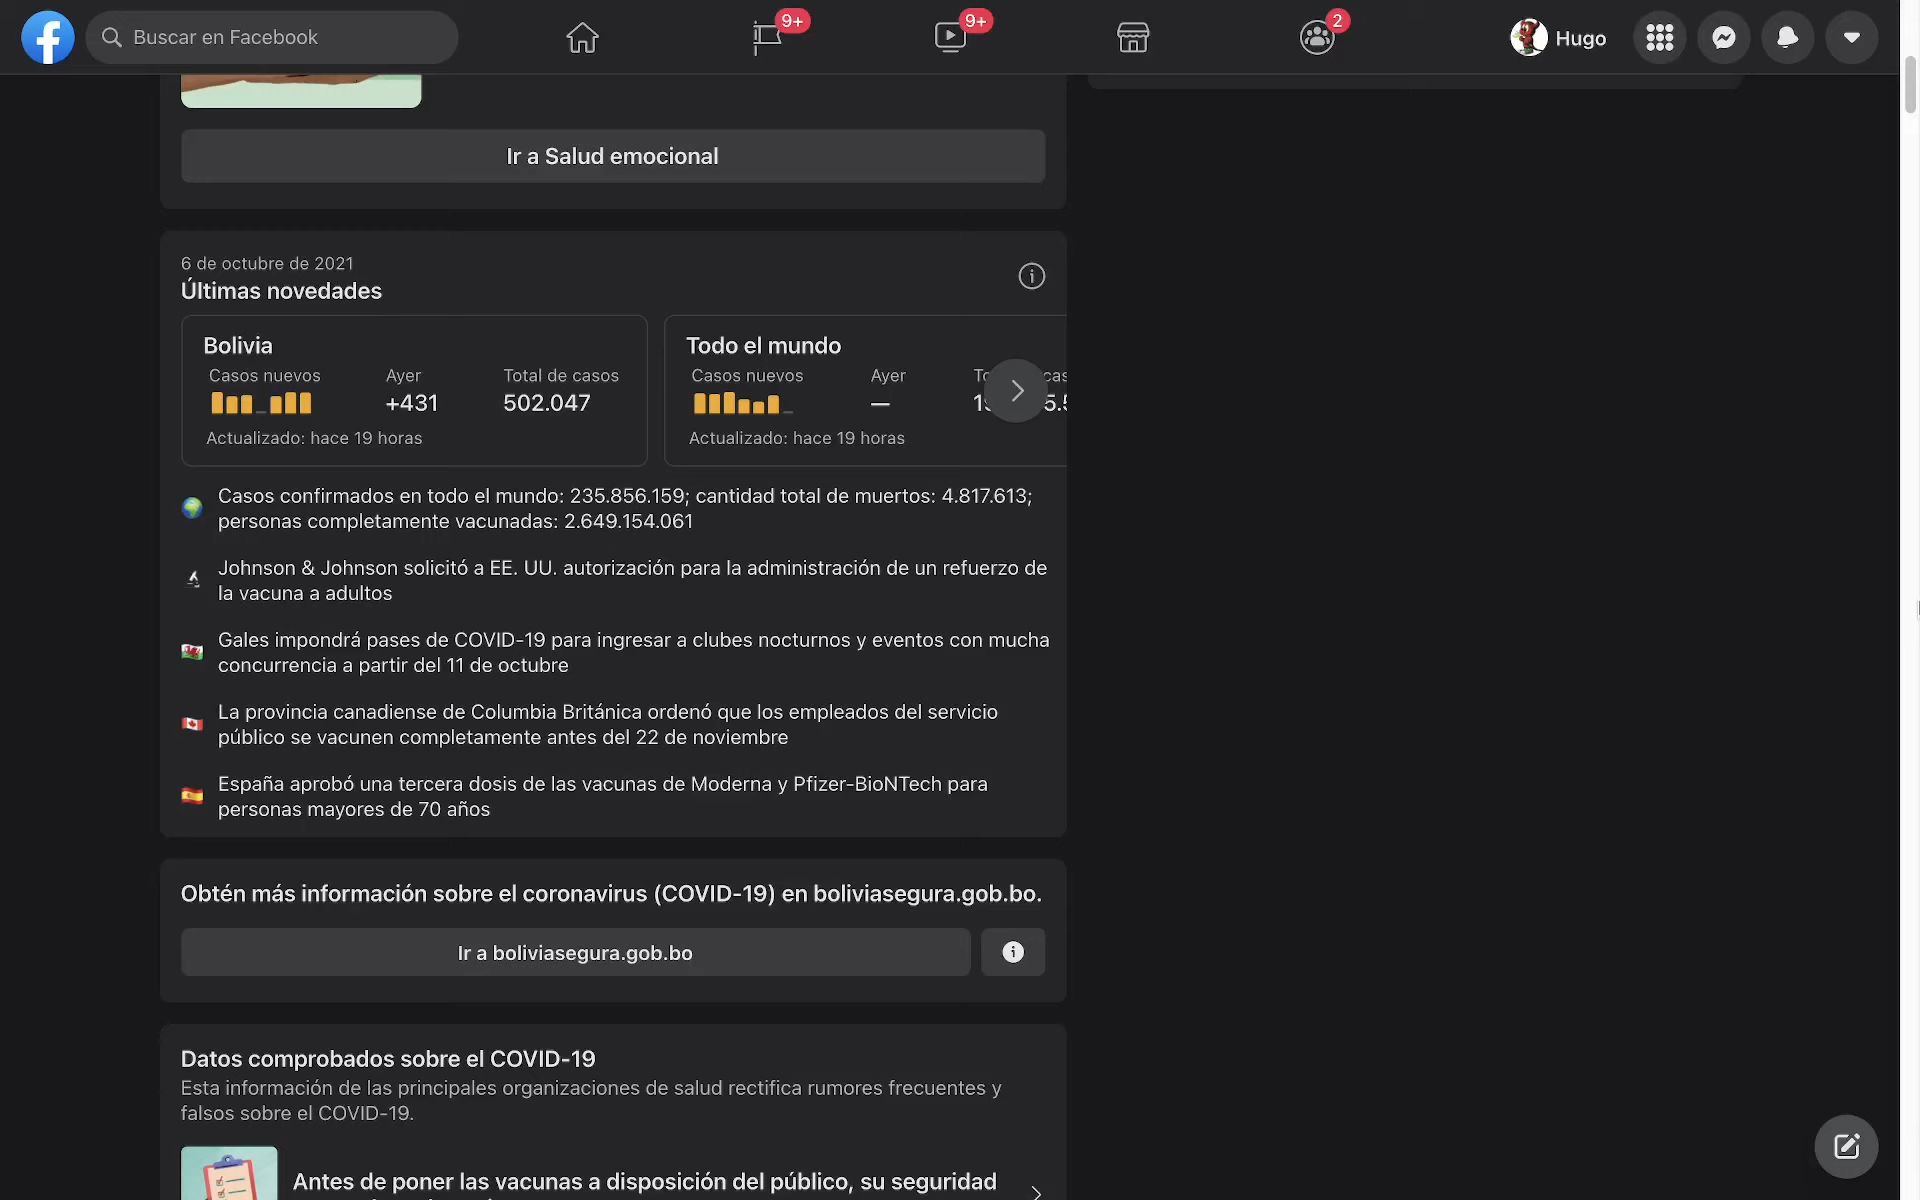 Buscar en Facebook
9+
9+
2
Hugo
Ir a Salud emocional
6 de octubre de 2021
Últimas novedades
Bolivia
Casos nuevos Ayer Total de casos
+431 502.047
Actualizado: hace 19 horas
Todo el mundo
Casos nuevos Ayer
—
Actualizado: hace 19 horas
Casos confirmados en todo el mundo: 235.856.159; cantidad total de muertos: 4.817.613;
personas completamente vacunadas: 2.649.154.061
Johnson & Johnson solicitó a EE. UU. autorización para la administración de un refuerzo de
la vacuna a adultos
Gales impondrá pases de COVID-19 para ingresar a clubes nocturnos y eventos con mucha
concurrencia a partir del 11 de octubre
La provincia canadiense de Columbia Británica ordenó que los empleados del servicio
público se vacunen completamente antes del 22 de noviembre
España aprobó una tercera dosis de las vacunas de Moderna y Pfizer-BioNTech para
personas mayores de 70 años
Obtén más información sobre el coronavirus (COVID-19) en boliviasegura.gob.bo.
Ir a boliviasegura.gob.bo
Datos comprobados sobre el COVID-19
Esta información de las principales organizaciones de salud rectifica rumores frecuentes y
falsos sobre el COVID-19.
Antes de poner las vacunas a disposición del público, su seguridad